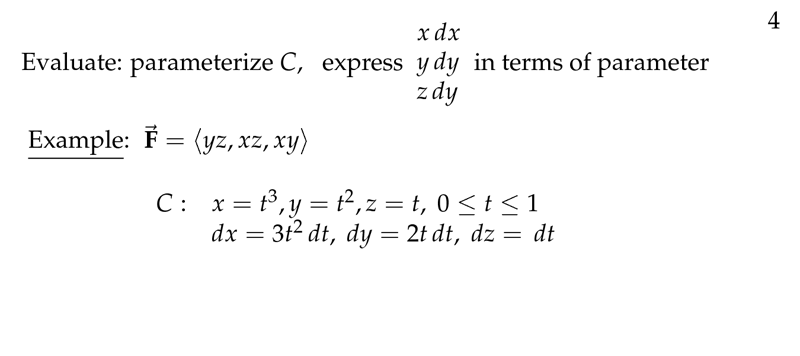 4
x dx
Evaluate: parameterize C, express y dy in terms of parameter
z dy
Example: F⃗ = ⟨yz, xz, xy⟩
C : x = t³, y = t², z = t, 0 ≤ t ≤ 1
dx = 3t² dt, dy = 2t dt, dz = dt